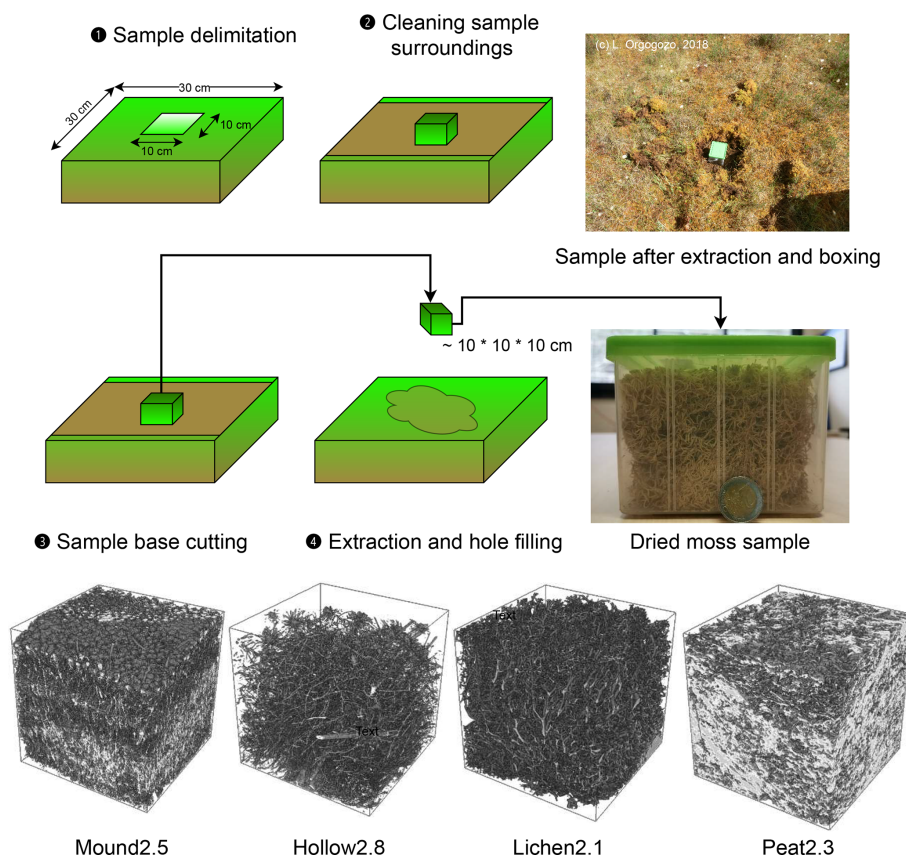 ❶ Sample delimitation
❷ Cleaning sample
surroundings
30 cm
30 cm
10 cm
10 cm
(c) L. Orgogozo, 2018
Sample after extraction and boxing
~ 10 * 10 * 10 cm
❸ Sample base cutting
❹ Extraction and hole filling
Dried moss sample
Text
Text
Mound2.5
Hollow2.8
Lichen2.1
Peat2.3